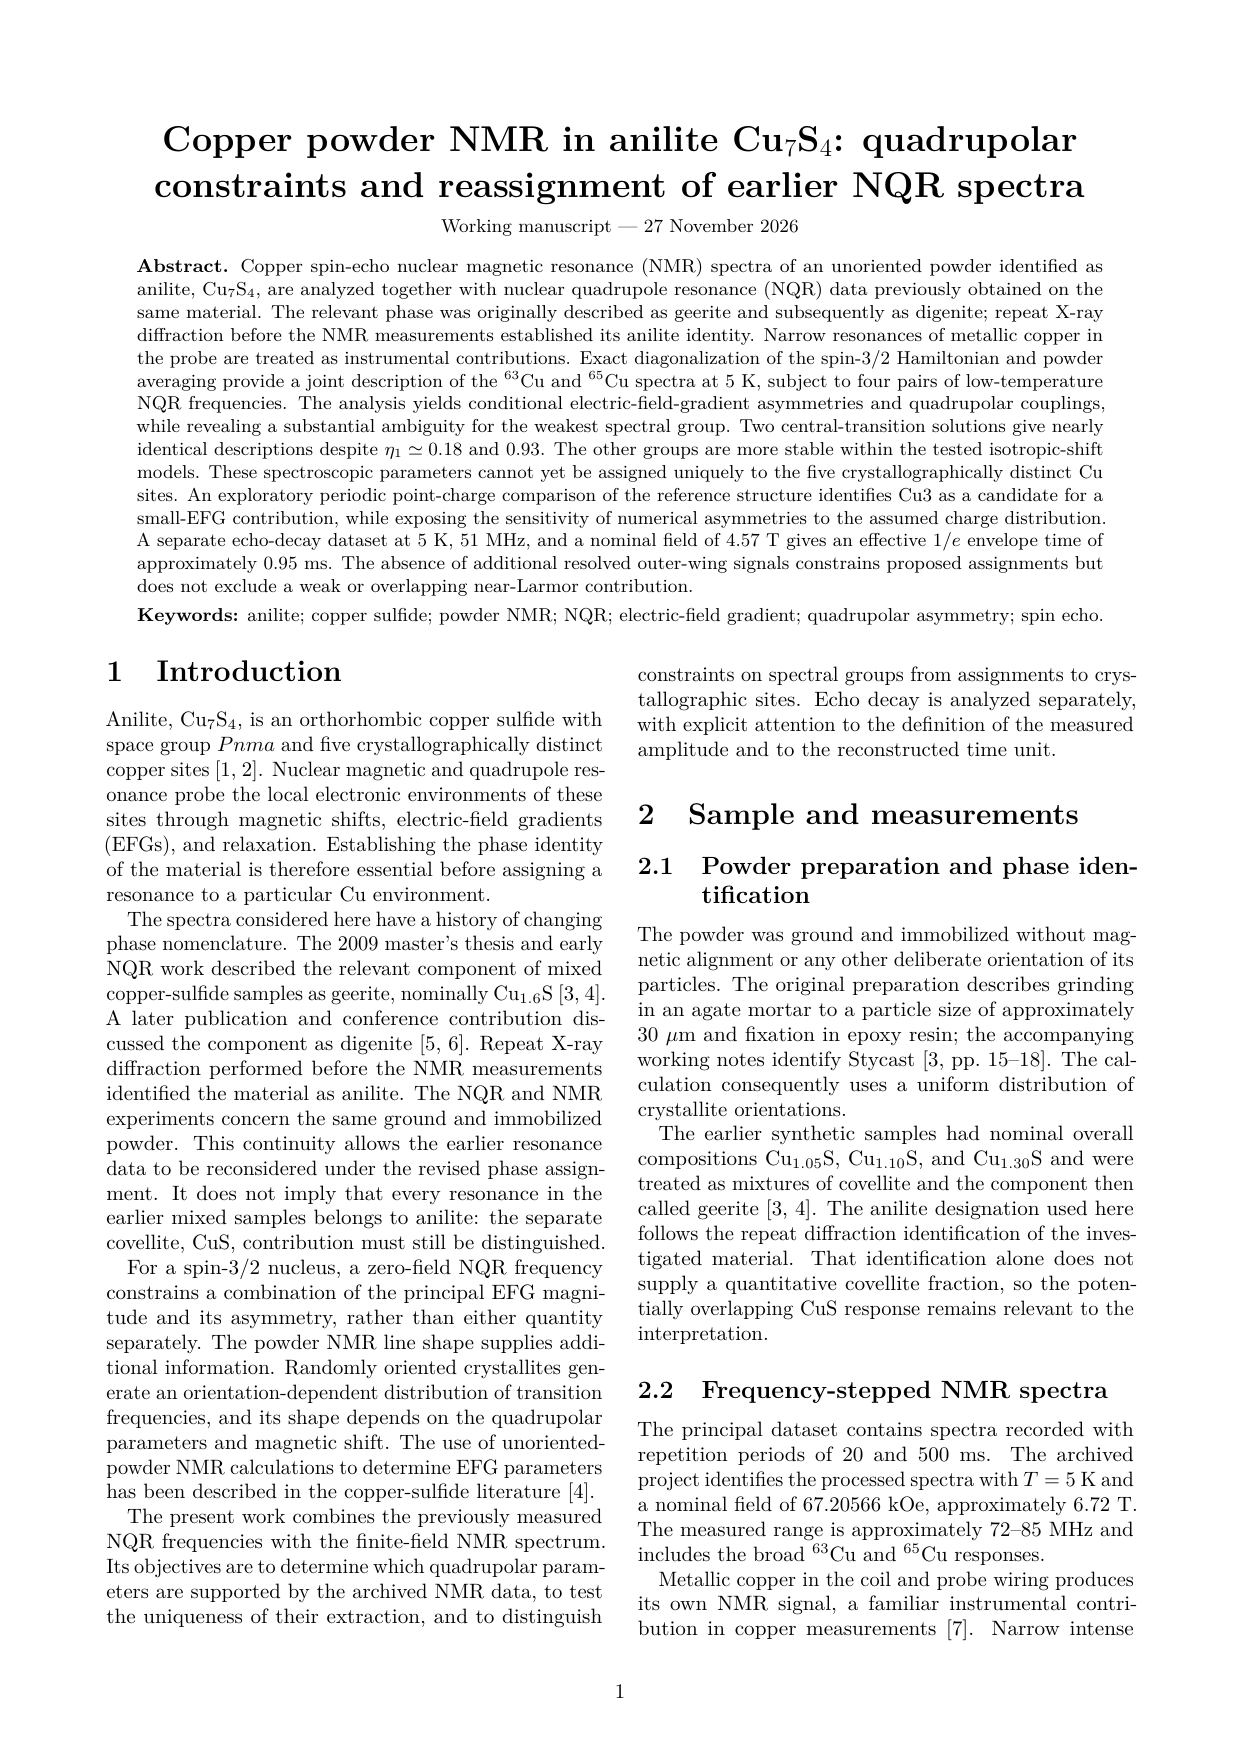 Copper powder NMR in anilite Cu₇S₄: quadrupolar
constraints and reassignment of earlier NQR spectra
Working manuscript — 27 November 2026
Abstract. Copper spin-echo nuclear magnetic resonance (NMR) spectra of an unoriented powder identified as
anilite, Cu₇S₄, are analyzed together with nuclear quadrupole resonance (NQR) data previously obtained on the
same material. The relevant phase was originally described as geerite and subsequently as digenite; repeat X-ray
diffraction before the NMR measurements established its anilite identity. Narrow resonances of metallic copper in
the probe are treated as instrumental contributions. Exact diagonalization of the spin-3/2 Hamiltonian and powder
averaging provide a joint description of the ⁶³Cu and ⁶⁵Cu spectra at 5 K, subject to four pairs of low-temperature
NQR frequencies. The analysis yields conditional electric-field-gradient asymmetries and quadrupolar couplings,
while revealing a substantial ambiguity for the weakest spectral group. Two central-transition solutions give nearly
identical descriptions despite η₁ ≃ 0.18 and 0.93. The other groups are more stable within the tested isotropic-shift
models. These spectroscopic parameters cannot yet be assigned uniquely to the five crystallographically distinct Cu
sites. An exploratory periodic point-charge comparison of the reference structure identifies Cu3 as a candidate for a
small-EFG contribution, while exposing the sensitivity of numerical asymmetries to the assumed charge distribution.
A separate echo-decay dataset at 5 K, 51 MHz, and a nominal field of 4.57 T gives an effective 1/e envelope time of
approximately 0.95 ms. The absence of additional resolved outer-wing signals constrains proposed assignments but
does not exclude a weak or overlapping near-Larmor contribution.
Keywords: anilite; copper sulfide; powder NMR; NQR; electric-field gradient; quadrupolar asymmetry; spin echo.
1 Introduction
Anilite, Cu₇S₄, is an orthorhombic copper sulfide with
space group Pnma and five crystallographically distinct
copper sites [1, 2]. Nuclear magnetic and quadrupole res-
onance probe the local electronic environments of these
sites through magnetic shifts, electric-field gradients
(EFGs), and relaxation. Establishing the phase identity
of the material is therefore essential before assigning a
resonance to a particular Cu environment.
The spectra considered here have a history of changing
phase nomenclature. The 2009 master's thesis and early
NQR work described the relevant component of mixed
copper-sulfide samples as geerite, nominally Cu₁.₆S [3, 4].
A later publication and conference contribution dis-
cussed the component as digenite [5, 6]. Repeat X-ray
diffraction performed before the NMR measurements
identified the material as anilite. The NQR and NMR
experiments concern the same ground and immobilized
powder. This continuity allows the earlier resonance
data to be reconsidered under the revised phase assign-
ment. It does not imply that every resonance in the
earlier mixed samples belongs to anilite: the separate
covellite, CuS, contribution must still be distinguished.
For a spin-3/2 nucleus, a zero-field NQR frequency
constrains a combination of the principal EFG magni-
tude and its asymmetry, rather than either quantity
separately. The powder NMR line shape supplies addi-
tional information. Randomly oriented crystallites gen-
erate an orientation-dependent distribution of transition
frequencies, and its shape depends on the quadrupolar
parameters and magnetic shift. The use of unoriented-
powder NMR calculations to determine EFG parameters
has been described in the copper-sulfide literature [4].
The present work combines the previously measured
NQR frequencies with the finite-field NMR spectrum.
Its objectives are to determine which quadrupolar param-
eters are supported by the archived NMR data, to test
the uniqueness of their extraction, and to distinguish
constraints on spectral groups from assignments to crys-
tallographic sites. Echo decay is analyzed separately,
with explicit attention to the definition of the measured
amplitude and to the reconstructed time unit.
2 Sample and measurements
2.1 Powder preparation and phase iden-
tification
The powder was ground and immobilized without mag-
netic alignment or any other deliberate orientation of its
particles. The original preparation describes grinding
in an agate mortar to a particle size of approximately
30 μm and fixation in epoxy resin; the accompanying
working notes identify Stycast [3, pp. 15–18]. The cal-
culation consequently uses a uniform distribution of
crystallite orientations.
The earlier synthetic samples had nominal overall
compositions Cu₁.₀₅S, Cu₁.₁₀S, and Cu₁.₃₀S and were
treated as mixtures of covellite and the component then
called geerite [3, 4]. The anilite designation used here
follows the repeat diffraction identification of the inves-
tigated material. That identification alone does not
supply a quantitative covellite fraction, so the poten-
tially overlapping CuS response remains relevant to the
interpretation.
2.2 Frequency-stepped NMR spectra
The principal dataset contains spectra recorded with
repetition periods of 20 and 500 ms. The archived
project identifies the processed spectra with T = 5 K and
a nominal field of 67.20566 kOe, approximately 6.72 T.
The measured range is approximately 72–85 MHz and
includes the broad ⁶³Cu and ⁶⁵Cu responses.
Metallic copper in the coil and probe wiring produces
its own NMR signal, a familiar instrumental contri-
bution in copper measurements [7]. Narrow intense
1